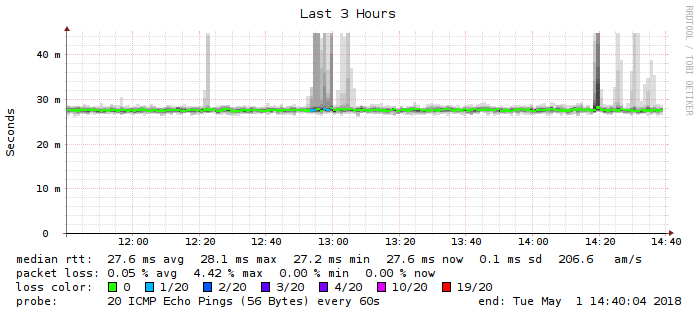 Last 3 Hours
RRDTOOL / TOBI OETIKER
Seconds
40 m
30 m
20 m
10 m
0
12:00 12:20 12:40 13:00 13:20 13:40 14:00 14:20 14:40
median rtt: 27.6 ms avg 28.1 ms max 27.2 ms min 27.6 ms now 0.1 ms sd 206.6 am/s
packet loss: 0.05 % avg 4.42 % max 0.00 % min 0.00 % now
loss color: 0 1/20 2/20 3/20 4/20 10/20 19/20
probe: 20 ICMP Echo Pings (56 Bytes) every 60s end: Tue May 1 14:40:04 2018